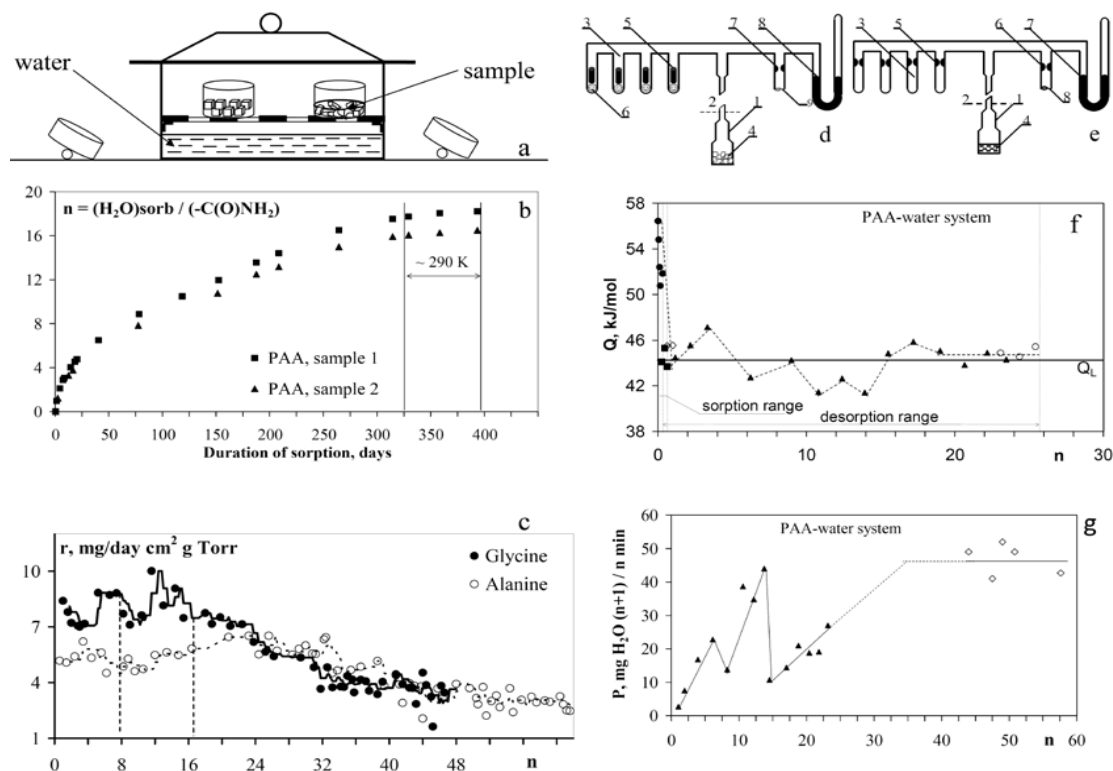 water
sample
a
3
5
7
8
6
2
1
4
9
d
3
5
6
7
2
1
4
8
e
n = (H₂O)sorb / (-C(O)NH₂)
b
20
16
12
8
4
0
~ 290 K
PAA, sample 1
PAA, sample 2
0 50 100 150 200 250 300 350 400 450
Duration of sorption, days
PAA-water system
f
Q, kJ/mol
58
54
50
46
42
38
Q_L
sorption range
desorption range
0 10 20 30
n
c
r, mg/day cm² g Torr
Glycine
Alanine
10
7
4
1
0 8 16 24 32 40 48
n
PAA-water system
g
P, mg H₂O (n+1) / n min
60
50
40
30
20
10
0
0 10 20 30 40 50 60
n